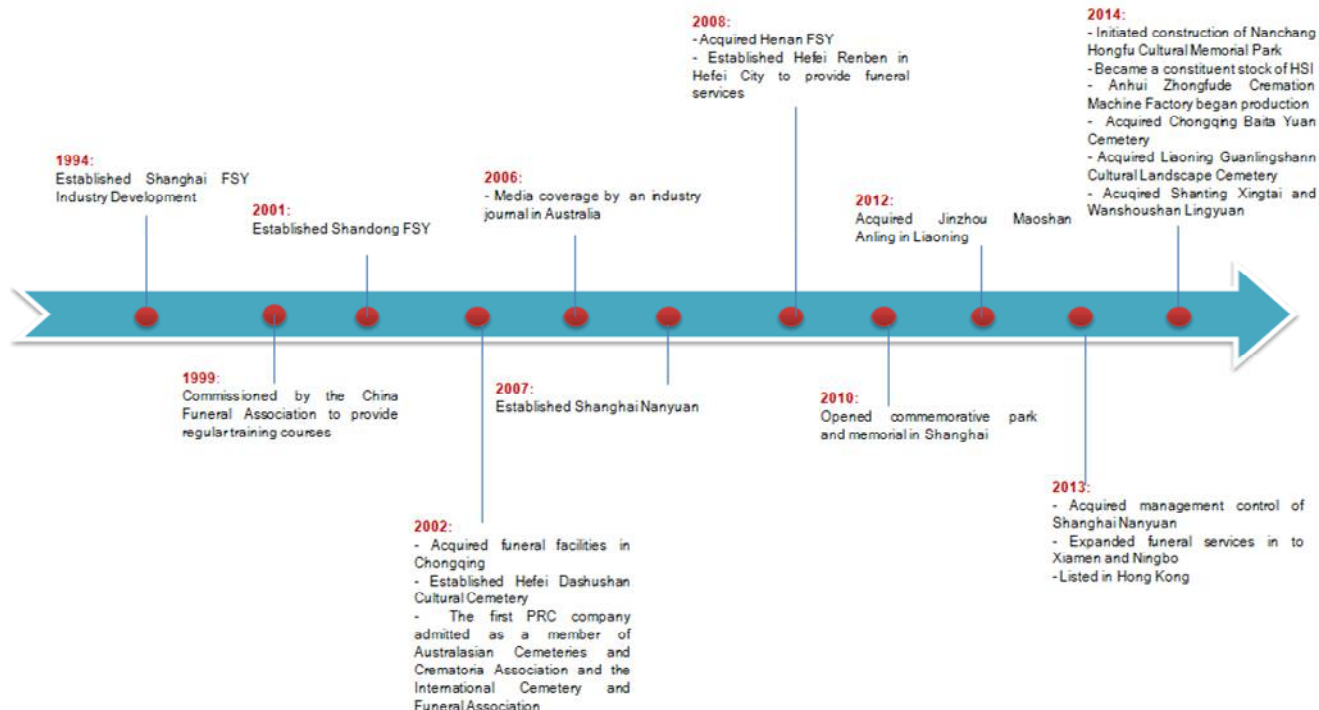 1994:
Established Shanghai FSY
Industry Development
1999:
Commissioned by the China
Funeral Association to provide
regular training courses
2001:
Established Shandong FSY
2002:
- Acquired funeral facilities in
Chongqing
- Established Hefei Dashushan
Cultural Cemetery
- The first PRC company
admitted as a member of
Australasian Cemeteries and
Crematoria Association and the
International Cemetery and
Funeral Association
2006:
- Media coverage by an industry
journal in Australia
2007:
Established Shanghai Nanyuan
2008:
- Acquired Henan FSY
- Established Hefei Renben in
Hefei City to provide funeral
services
2010:
Opened commemorative park
and memorial in Shanghai
2012:
Acquired Jinzhou Maoshan
Anling in Liaoning
2013:
- Acquired management control of
Shanghai Nanyuan
- Expanded funeral services in to
Xiamen and Ningbo
- Listed in Hong Kong
2014:
- Initiated construction of Nanchang
Hongfu Cultural Memorial Park
- Became a constituent stock of HSI
- Anhui Zhongfude Cremation
Machine Factory began production
- Acquired Chongqing Baita Yuan
Cemetery
- Acquired Liaoning Guanlingshann
Cultural Landscape Cemetery
- Acuqired Shanting Xingtai and
Wanshoushan Lingyuan